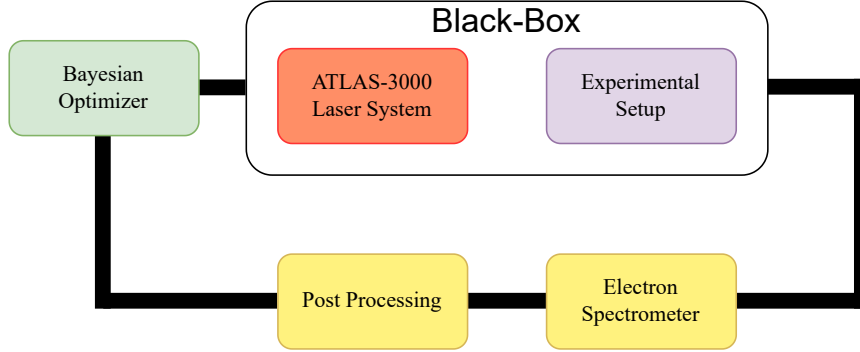 Black-Box
Bayesian
Optimizer
ATLAS-3000
Laser System
Experimental
Setup
Post Processing
Electron
Spectrometer